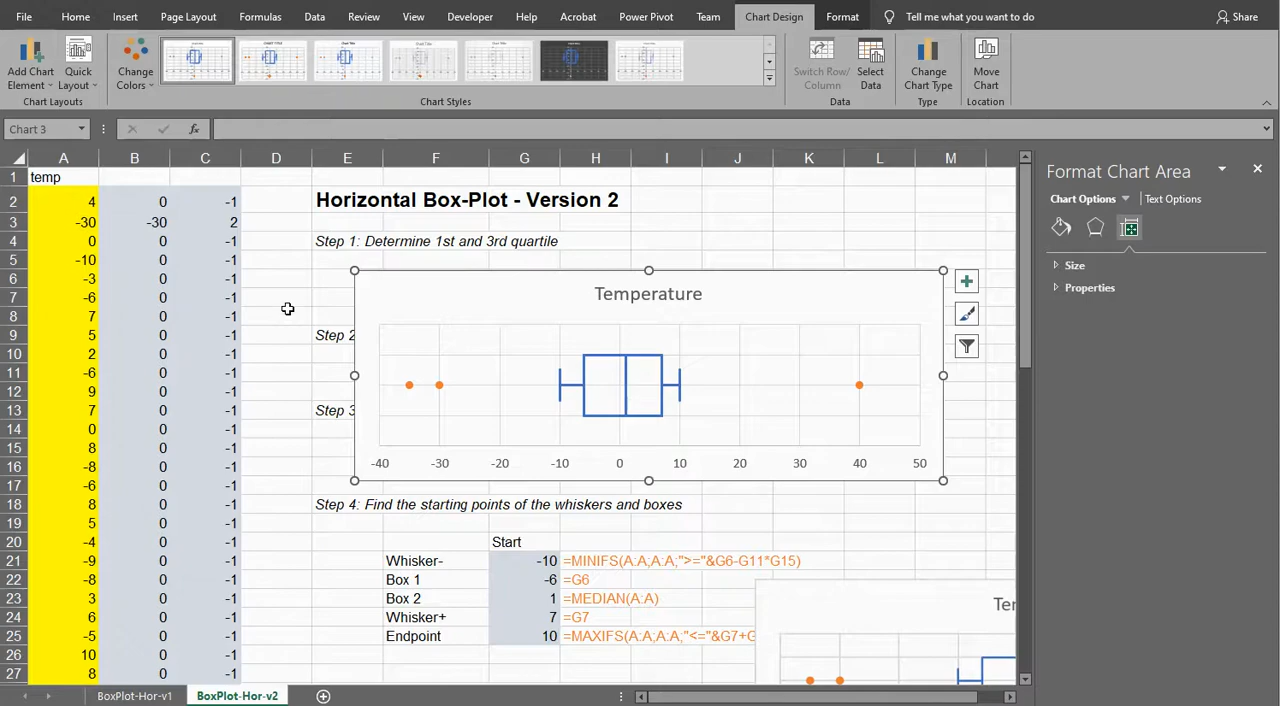 File Home Insert Page Layout Formulas Data Review View Developer Help Acrobat Power Pivot Team Chart Design Format Tell me what you want to do Share
Add Chart Element
Quick Layout
Change Colors
Switch Row/ Column
Select Data
Change Chart Type
Move Chart
Chart Layouts Chart Styles Data Type Location
Chart 3 fx
A B C D E F G H I J K L M
1 temp
2 4 0 -1 Horizontal Box-Plot - Version 2
3 -30 -30 2
4 0 0 -1 Step 1: Determine 1st and 3rd quartile
5 -10 0 -1
6 -3 0 -1
7 -6 0 -1
8 7 0 -1
9 5 0 -1 Step 2
10 2 0 -1
11 -6 0 -1
12 9 0 -1
13 7 0 -1 Step 3
14 0 0 -1
15 8 0 -1
16 -8 0 -1
17 -6 0 -1
18 8 0 -1 Step 4: Find the starting points of the whiskers and boxes
19 5 0 -1
20 -4 0 -1 Start
21 -9 0 -1 Whisker- -10 =MINIFS(A:A;A:A;">="&G6-G11*G15)
22 -8 0 -1 Box 1 -6 =G6
23 3 0 -1 Box 2 1 =MEDIAN(A:A)
24 6 0 -1 Whisker+ 7 =G7
25 -5 0 -1 Endpoint 10 =MAXIFS(A:A;A:A;"<="&G7+G
26 10 0 -1
27 8 0 -1
Temperature
-40 -30 -20 -10 0 10 20 30 40 50
Format Chart Area
Chart Options Text Options
Size
Properties
BoxPlot-Hor-v1 BoxPlot-Hor-v2